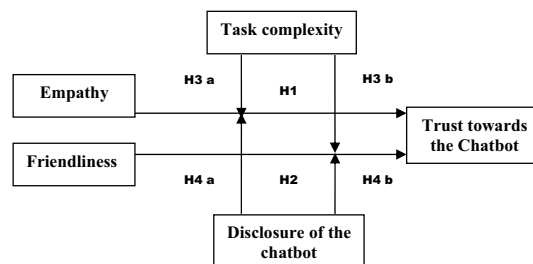 Task complexity
H3 a
H1
H3 b
Empathy
Trust towards
the Chatbot
Friendliness
H4 a
H2
H4 b
Disclosure of the
chatbot